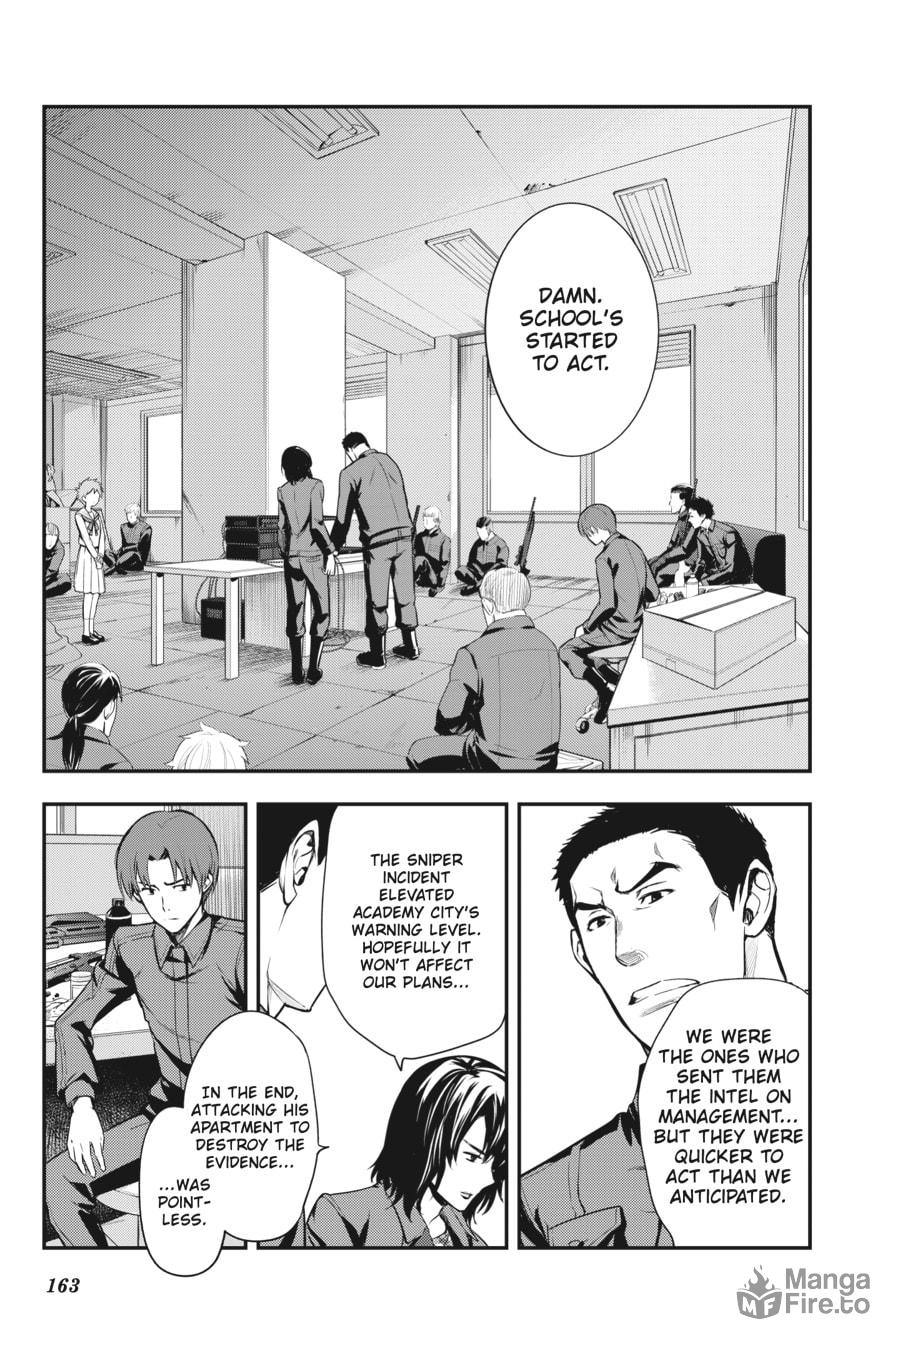 DAMN.
SCHOOL'S
STARTED
TO ACT.
WE WERE
THE ONES WHO
SENT THEM
THE INTEL ON
MANAGEMENT...
BUT THEY WERE
QUICKER TO
ACT THAN WE
ANTICIPATED.
THE SNIPER
INCIDENT
ELEVATED
ACADEMY CITY'S
WARNING LEVEL.
HOPEFULLY IT
WON'T AFFECT
OUR PLANS...
IN THE END,
ATTACKING HIS
APARTMENT TO
DESTROY THE
EVIDENCE...
...WAS
POINT-
LESS.
163
MF
Manga
Fire.to